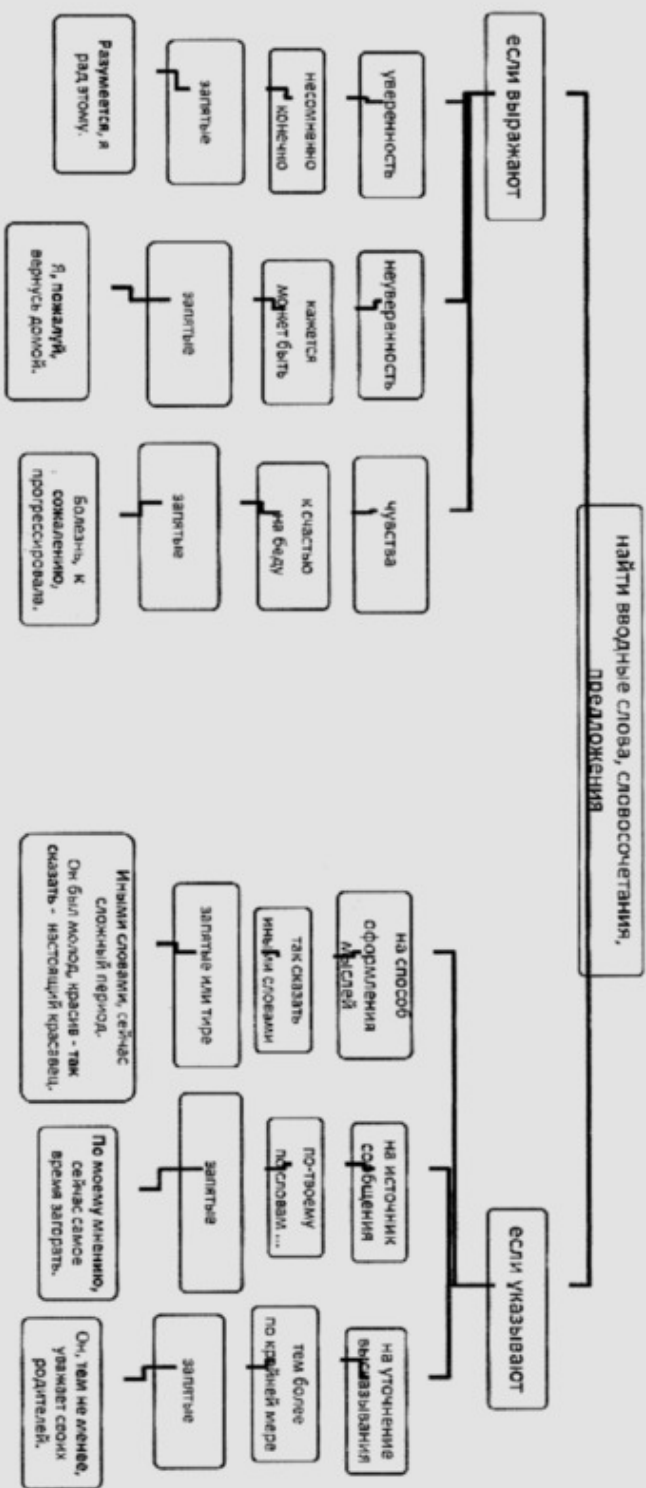 найти вводные слова, словосочетания,
предложения
если выражают
если указывают
уверенность
неуверенность
чувства
на способ
оформления
мыслей
на источник
сообщения
на уточнение
высказывания
несомненно
конечно
кажется
может быть
к счастью
на беду
так сказать
иными словами
по-твоему
по словам ...
тем более
по крайней мере
запятые
запятые
запятые
запятые или тире
запятые
запятые
Разумеется, я
рад этому.
Я, пожалуй,
вернусь домой.
Болезнь, к
сожалению,
прогрессировала.
Иными словами, сейчас
сложный период.
Он был молод, красив - так
сказать - настоящий красавец.
По моему мнению,
сейчас самое
время загорать.
Он, тем не менее,
уважает своих
родителей.